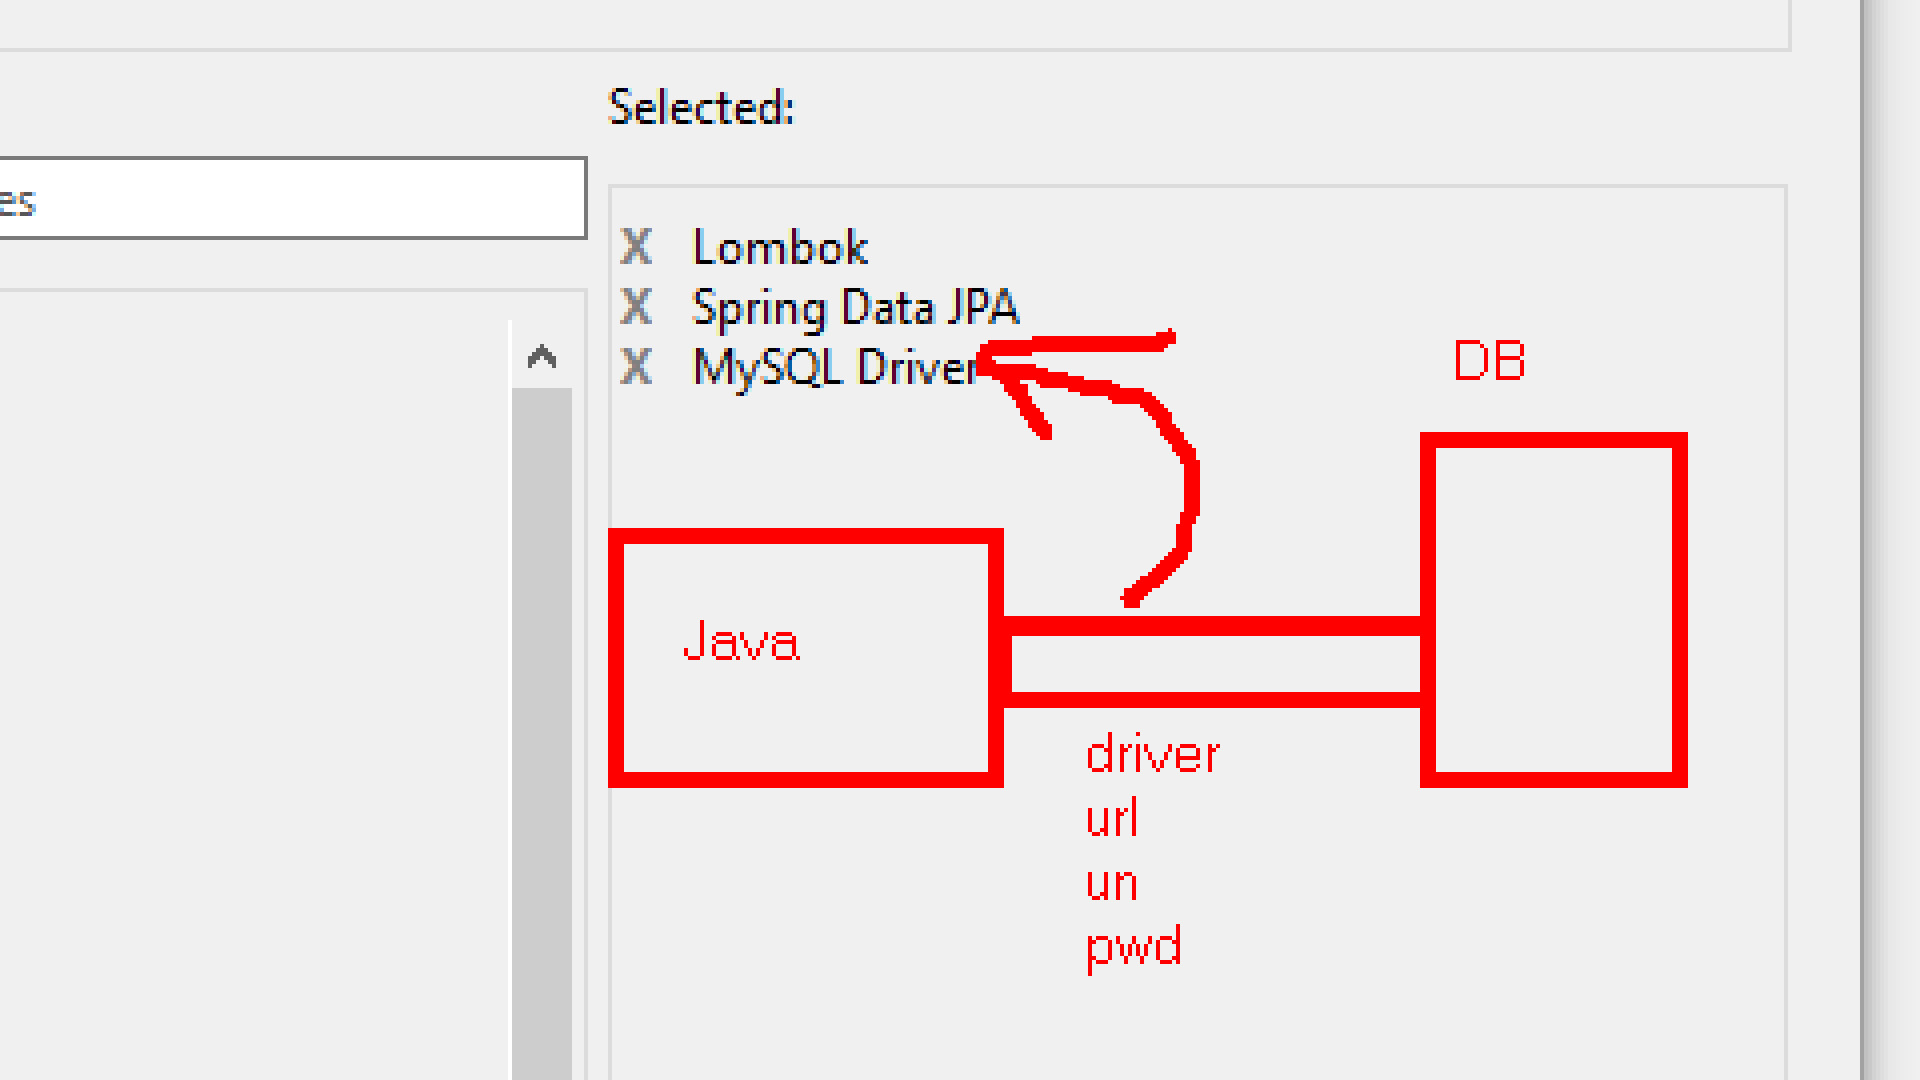 Selected:
es
X Lombok
X Spring Data JPA
X MySQL Driver
DB
Java
driver
url
un
pwd